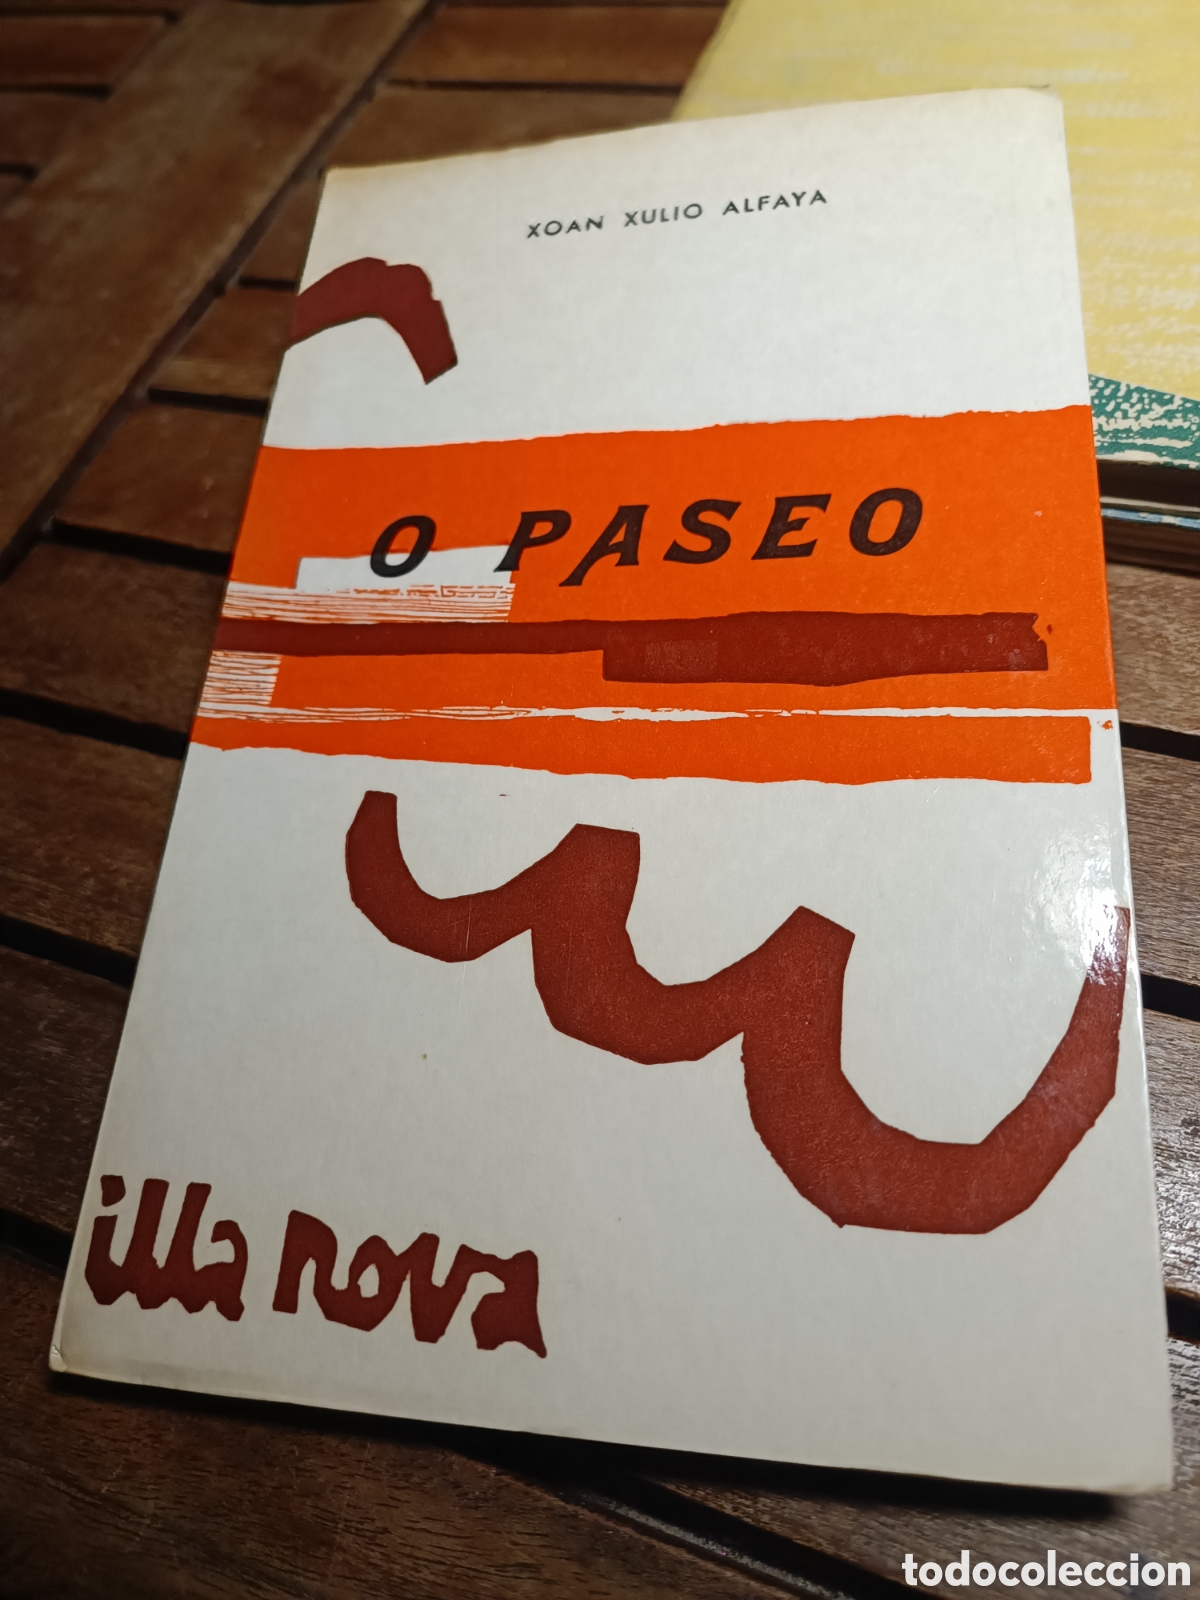 XOAN XULIO ALFAYA
O PASEO
illa nova
todocoleccion